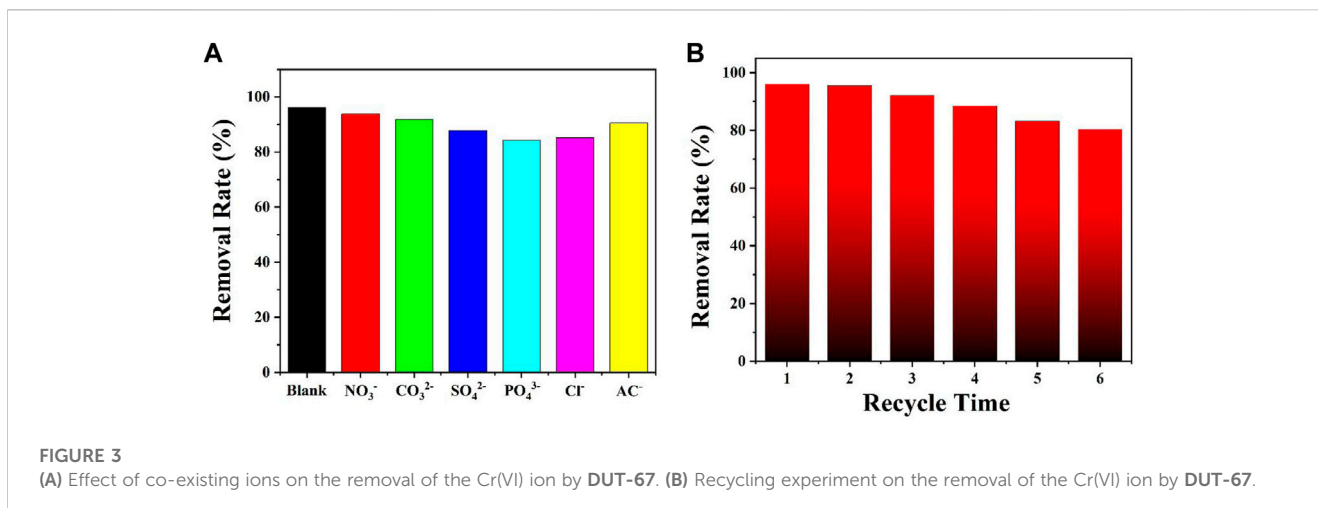 A
Removal Rate (%)
100
80
60
40
20
0
Blank NO₃⁻ CO₃²⁻ SO₄²⁻ PO₄³⁻ Cl⁻ AC⁻
B
Removal Rate (%)
100
80
60
40
20
0
1 2 3 4 5 6
Recycle Time
FIGURE 3
(A) Effect of co-existing ions on the removal of the Cr(VI) ion by DUT-67. (B) Recycling experiment on the removal of the Cr(VI) ion by DUT-67.